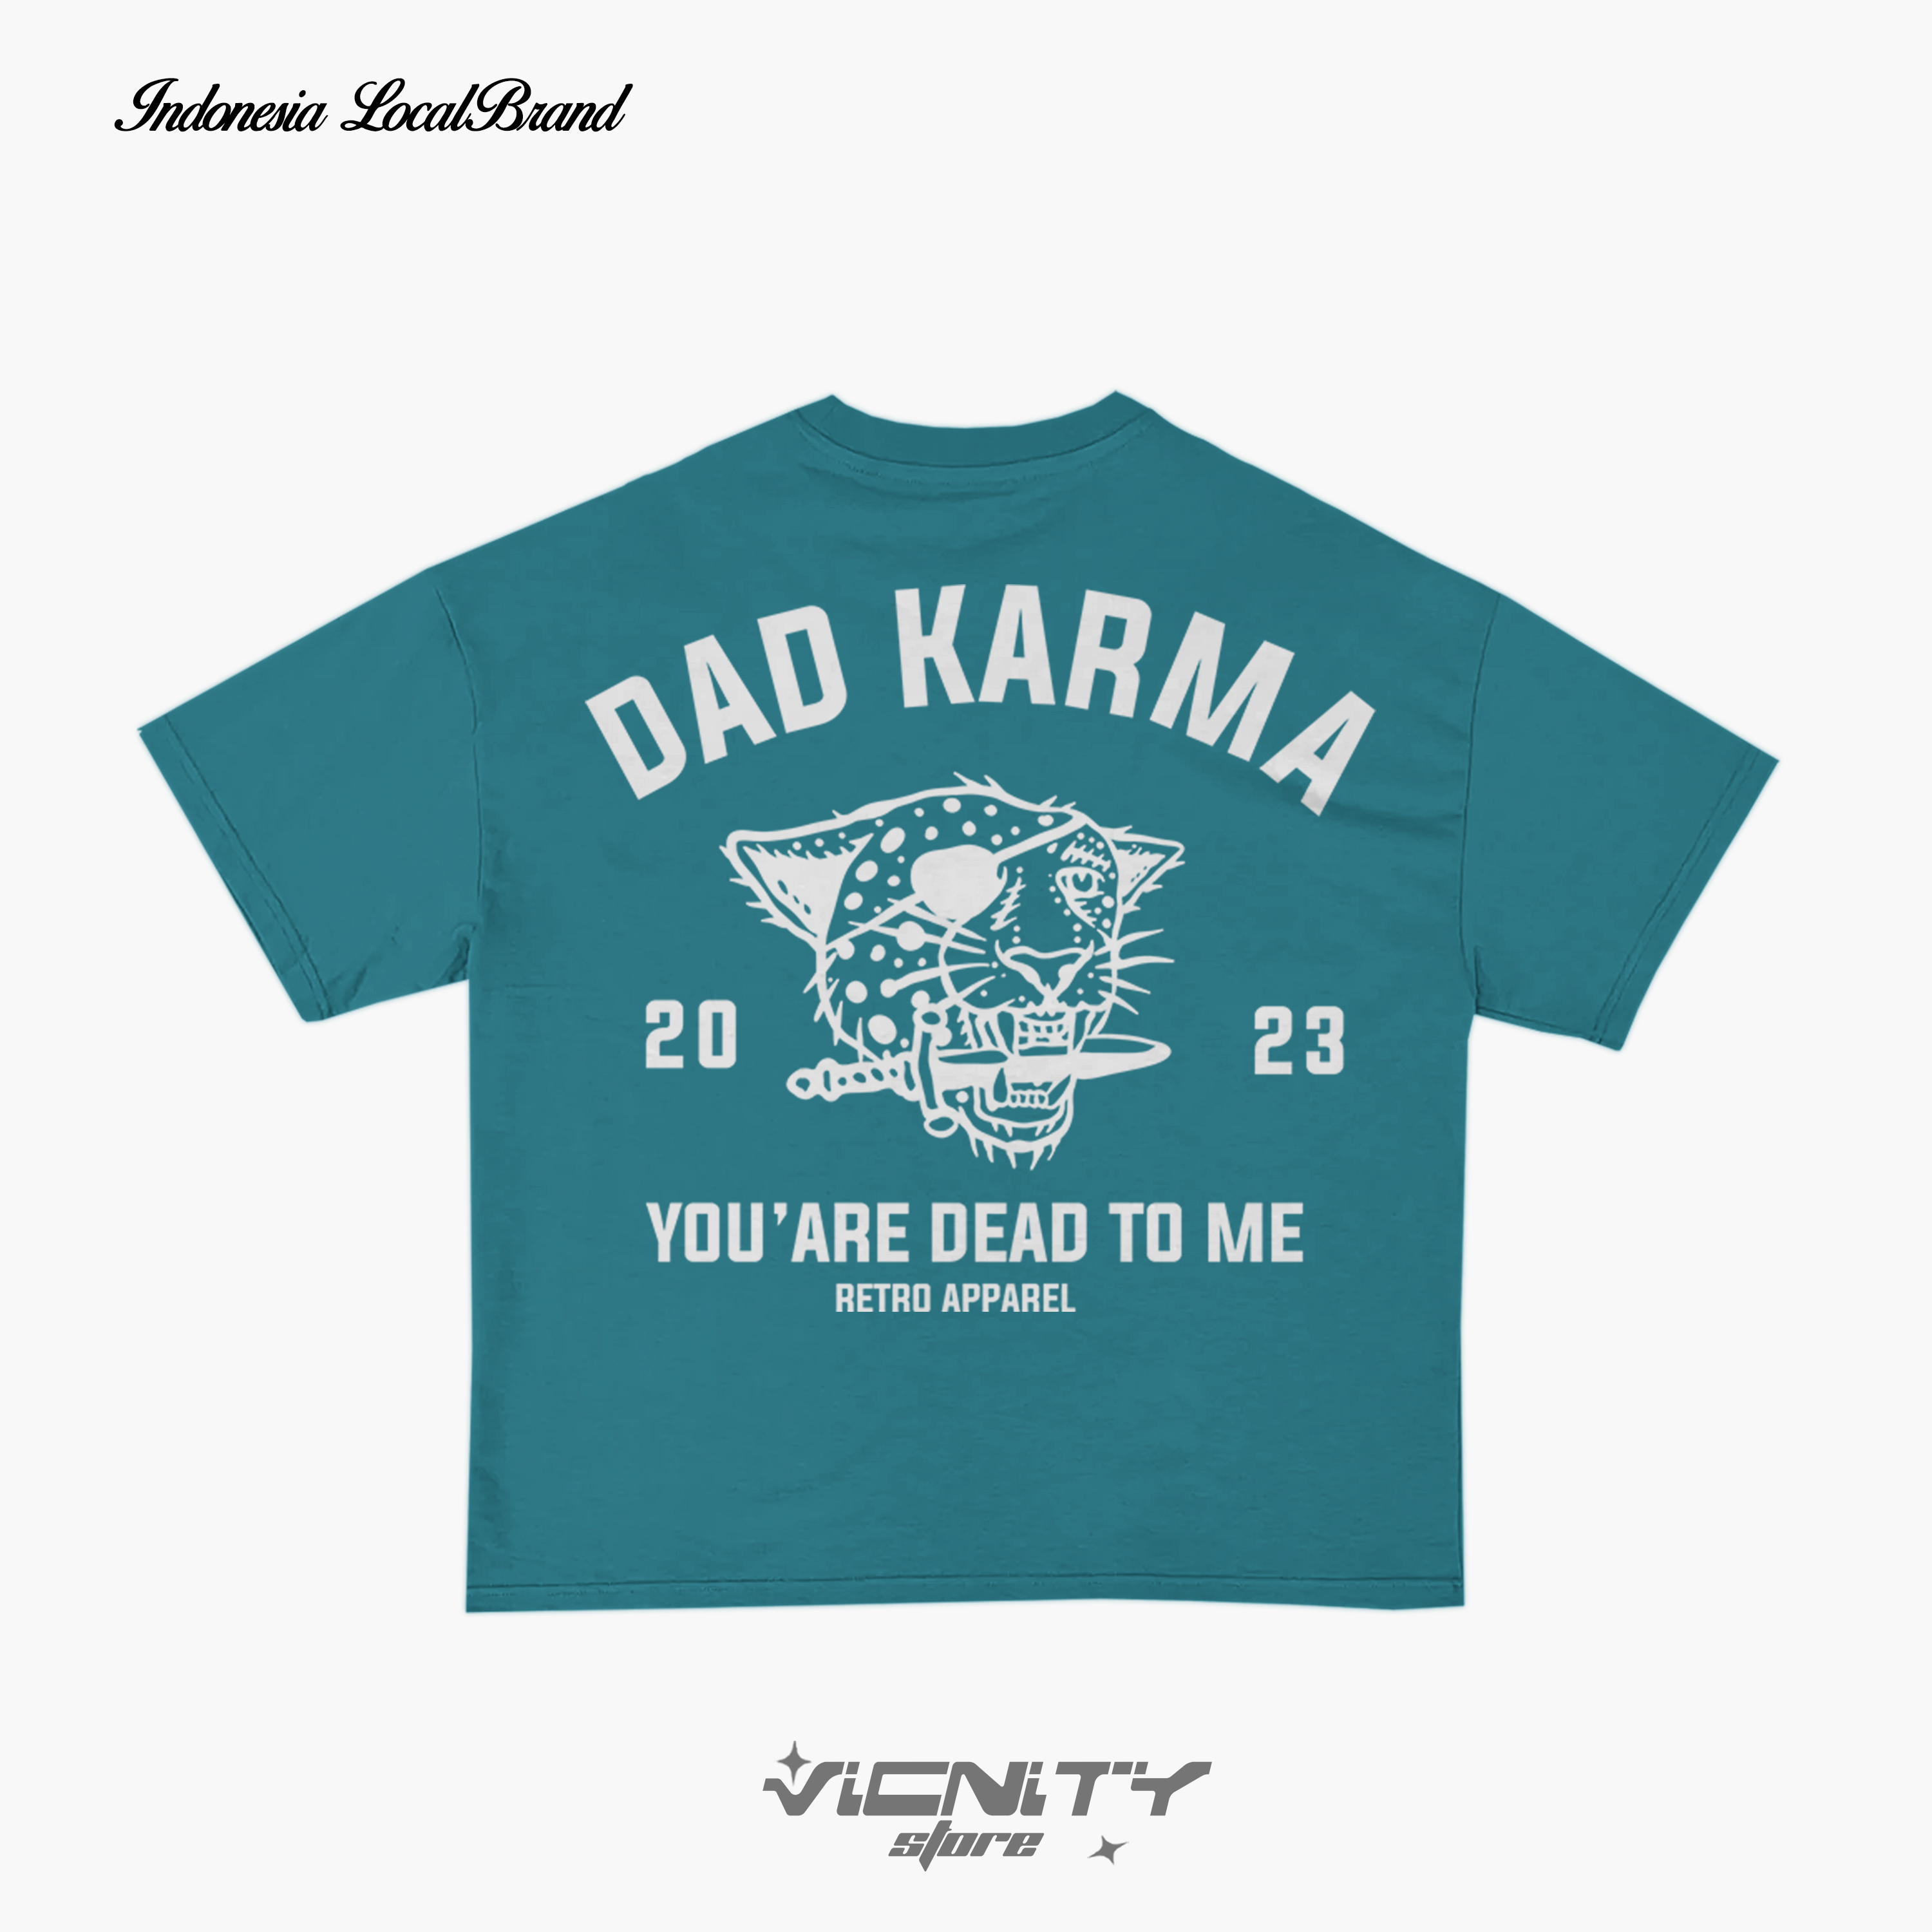 Indonesia LocalBrand
DAD KARMA
20 23
YOU'ARE DEAD TO ME
RETRO APPAREL
VICNITY
store